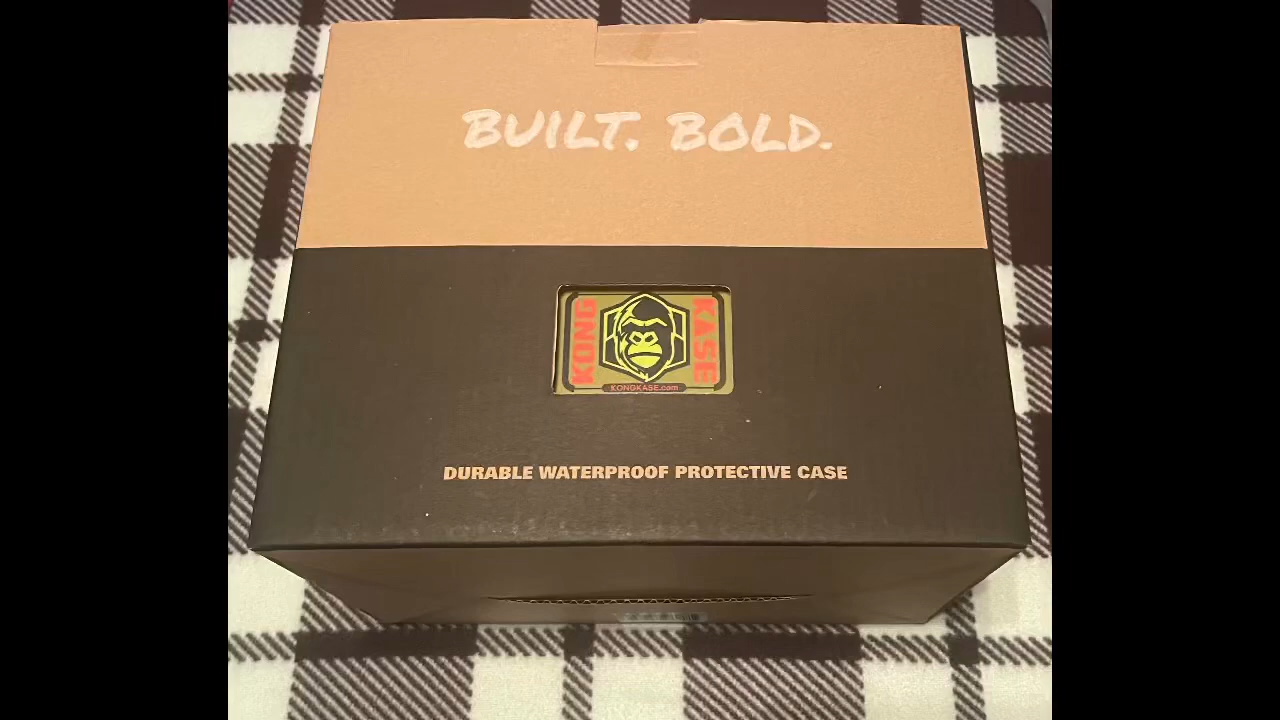 BUILT. BOLD.
KONG
KASE
KONGKASE.com
DURABLE WATERPROOF PROTECTIVE CASE